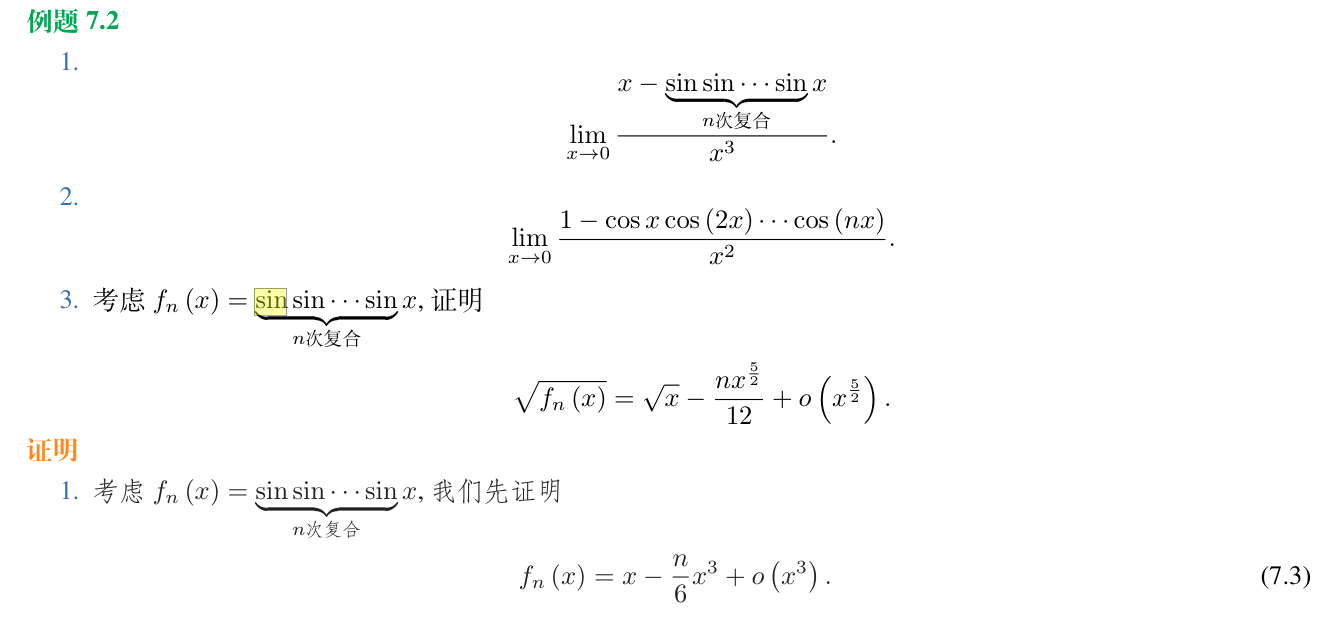 例题 7.2
1.
\lim_{x \to 0} \frac{x - \underbrace{\sin \sin \cdots \sin}_{n次复合} x}{x^3}.
2.
\lim_{x \to 0} \frac{1 - \cos x \cos (2x) \cdots \cos (nx)}{x^2}.
3. 考虑 f_n (x) = \underbrace{\sin \sin \cdots \sin}_{n次复合} x, 证明
\sqrt{f_n (x)} = \sqrt{x} - \frac{nx^{\frac{5}{2}}}{12} + o \left( x^{\frac{5}{2}} \right).
证明
1. 考虑 f_n (x) = \underbrace{\sin \sin \cdots \sin}_{n次复合} x, 我们先证明
f_n (x) = x - \frac{n}{6} x^3 + o \left( x^3 \right). (7.3)